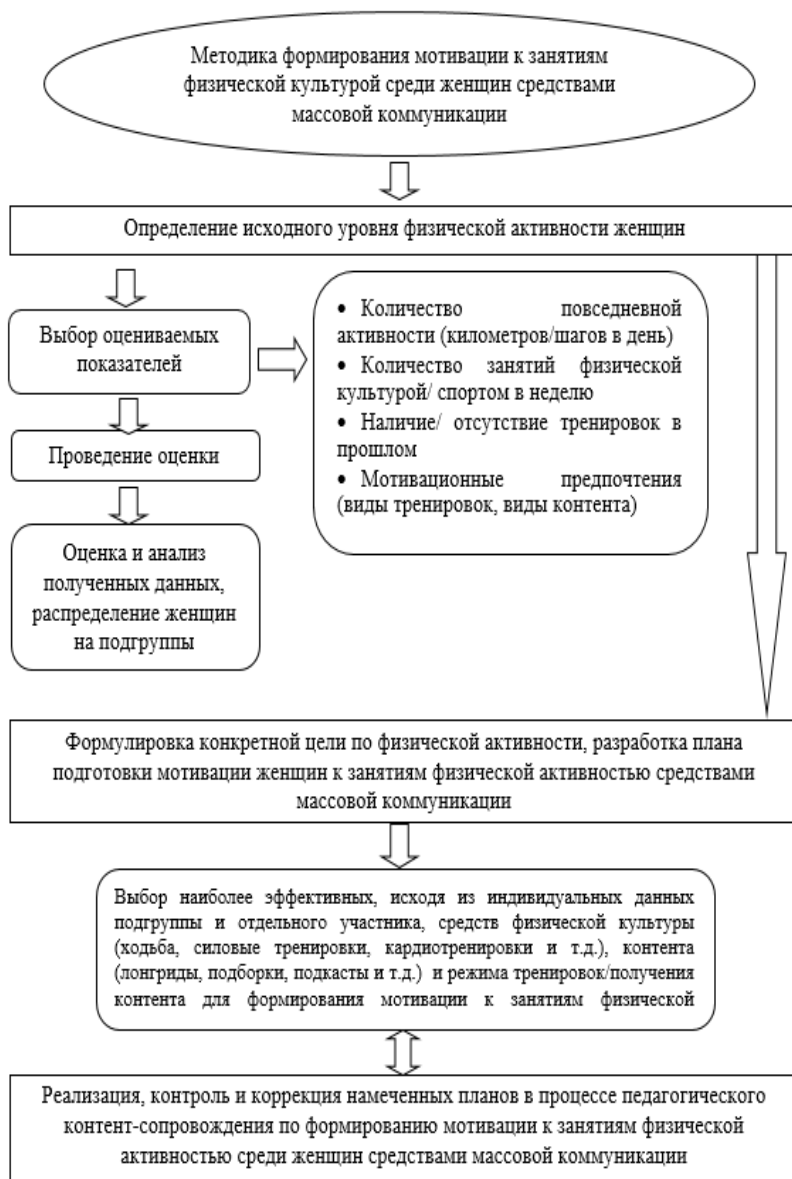 Методика формирования мотивации к занятиям
физической культурой среди женщин средствами
массовой коммуникации
Определение исходного уровня физической активности женщин
Выбор оцениваемых
показателей
• Количество повседневной
активности (километров/шагов в день)
• Количество занятий физической
культурой/ спортом в неделю
• Наличие/ отсутствие тренировок в
прошлом
• Мотивационные предпочтения
(виды тренировок, виды контента)
Проведение оценки
Оценка и анализ
полученных данных,
распределение женщин
на подгруппы
Формулировка конкретной цели по физической активности, разработка плана
подготовки мотивации женщин к занятиям физической активностью средствами
массовой коммуникации
Выбор наиболее эффективных, исходя из индивидуальных данных
подгруппы и отдельного участника, средств физической культуры
(ходьба, силовые тренировки, кардиотренировки и т.д.), контента
(лонгриды, подборки, подкасты и т.д.) и режима тренировок/получения
контента для формирования мотивации к занятиям физической
Реализация, контроль и коррекция намеченных планов в процессе педагогического
контент-сопровождения по формированию мотивации к занятиям физической
активностью среди женщин средствами массовой коммуникации